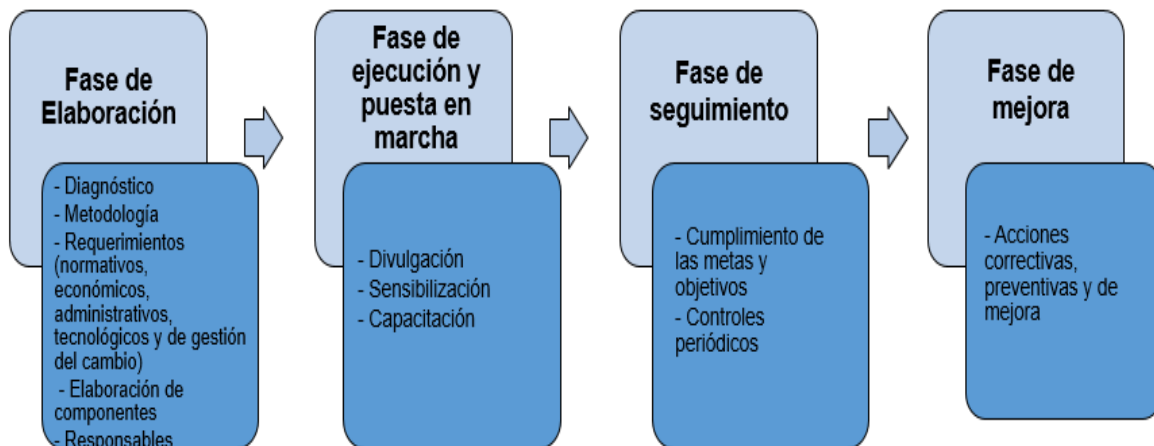 Fase de
Elaboración
- Diagnóstico
- Metodología
- Requerimientos
(normativos,
económicos,
administrativos,
tecnológicos y de gestión
del cambio)
- Elaboración de
componentes
- Responsables
Fase de
ejecución y
puesta en
marcha
- Divulgación
- Sensibilización
- Capacitación
Fase de
seguimiento
- Cumplimiento de
las metas y
objetivos
- Controles
periódicos
Fase de
mejora
- Acciones
correctivas,
preventivas y de
mejora